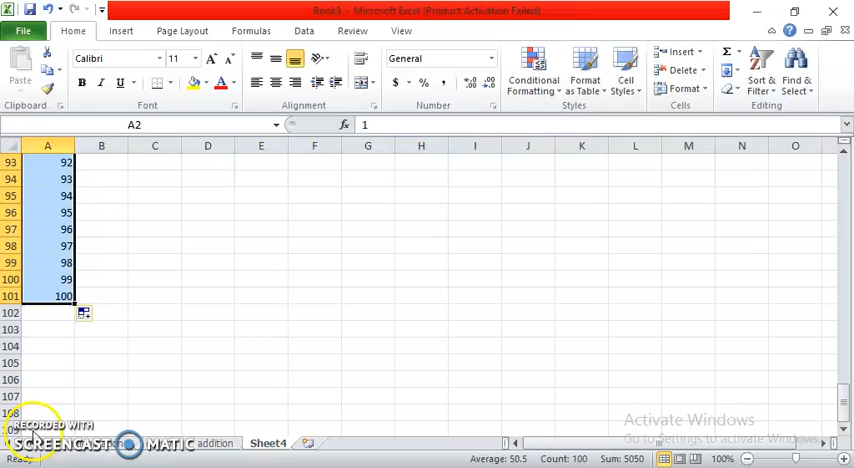 Book3 - Microsoft Excel (Product Activation Failed)
File Home Insert Page Layout Formulas Data Review View
Paste
Clipboard
Calibri 11
B I U A
Font
Alignment
General
$ % ,
Number
Conditional Formatting
Format as Table
Cell Styles
Styles
Insert
Delete
Format
Cells
Σ
Sort & Filter
Find & Select
Editing
A2 fx 1
A B C D E F G H I J K L M N O
93 92
94 93
95 94
96 95
97 96
98 97
99 98
100 99
101 100
102
103
104
105
106
107
108
109
RECORDED WITH
SCREENCAST MATIC
addition Sheet4
Activate Windows
Go to Settings to activate Windows.
Ready Average: 50.5 Count: 100 Sum: 5050 100%